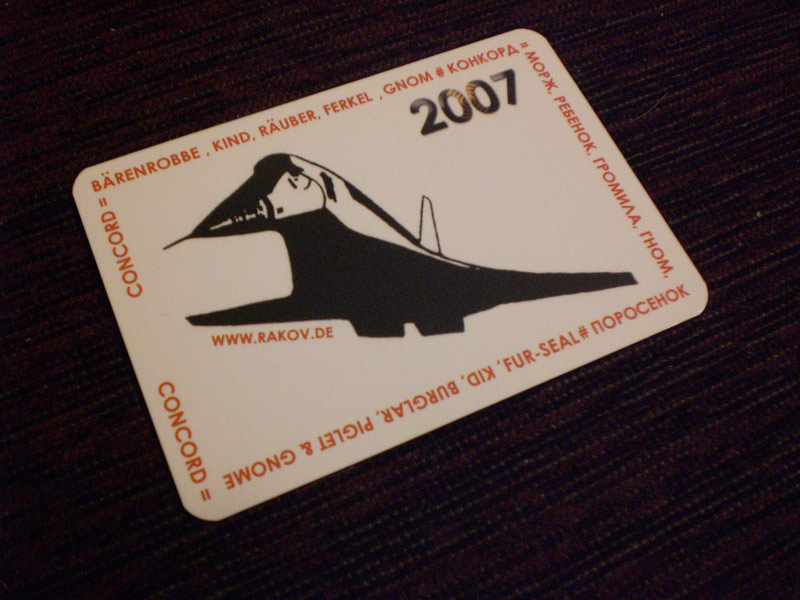 CONCORD =
BÄRENROBBE , KIND, RÄUBER, FERKEL , GNOM # КОНКОРД =
МОРЖ, РЕБЕНОК, ГРОМИЛА, ГНОМ,
ПОРОСЕНОК
2007
WWW.RAKOV.DE
CONCORD =
FUR-SEAL# , KID, BURGLAR, PIGLET & GNOME